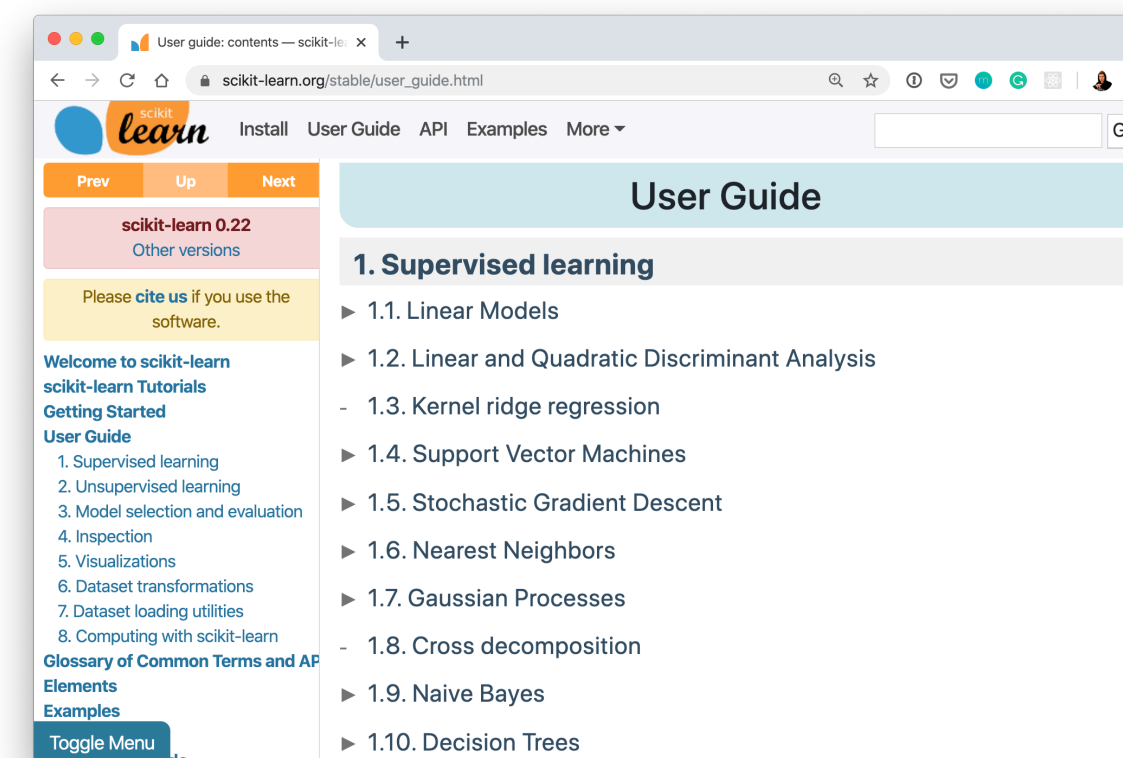 User guide: contents — scikit-le
scikit-learn.org/stable/user_guide.html
scikit
learn
Install User Guide API Examples More
G
Prev Up Next
scikit-learn 0.22
Other versions
Please cite us if you use the
software.
Welcome to scikit-learn
scikit-learn Tutorials
Getting Started
User Guide
1. Supervised learning
2. Unsupervised learning
3. Model selection and evaluation
4. Inspection
5. Visualizations
6. Dataset transformations
7. Dataset loading utilities
8. Computing with scikit-learn
Glossary of Common Terms and AP
Elements
Examples
Toggle Menu
User Guide
1. Supervised learning
1.1. Linear Models
1.2. Linear and Quadratic Discriminant Analysis
- 1.3. Kernel ridge regression
1.4. Support Vector Machines
1.5. Stochastic Gradient Descent
1.6. Nearest Neighbors
1.7. Gaussian Processes
- 1.8. Cross decomposition
1.9. Naive Bayes
1.10. Decision Trees